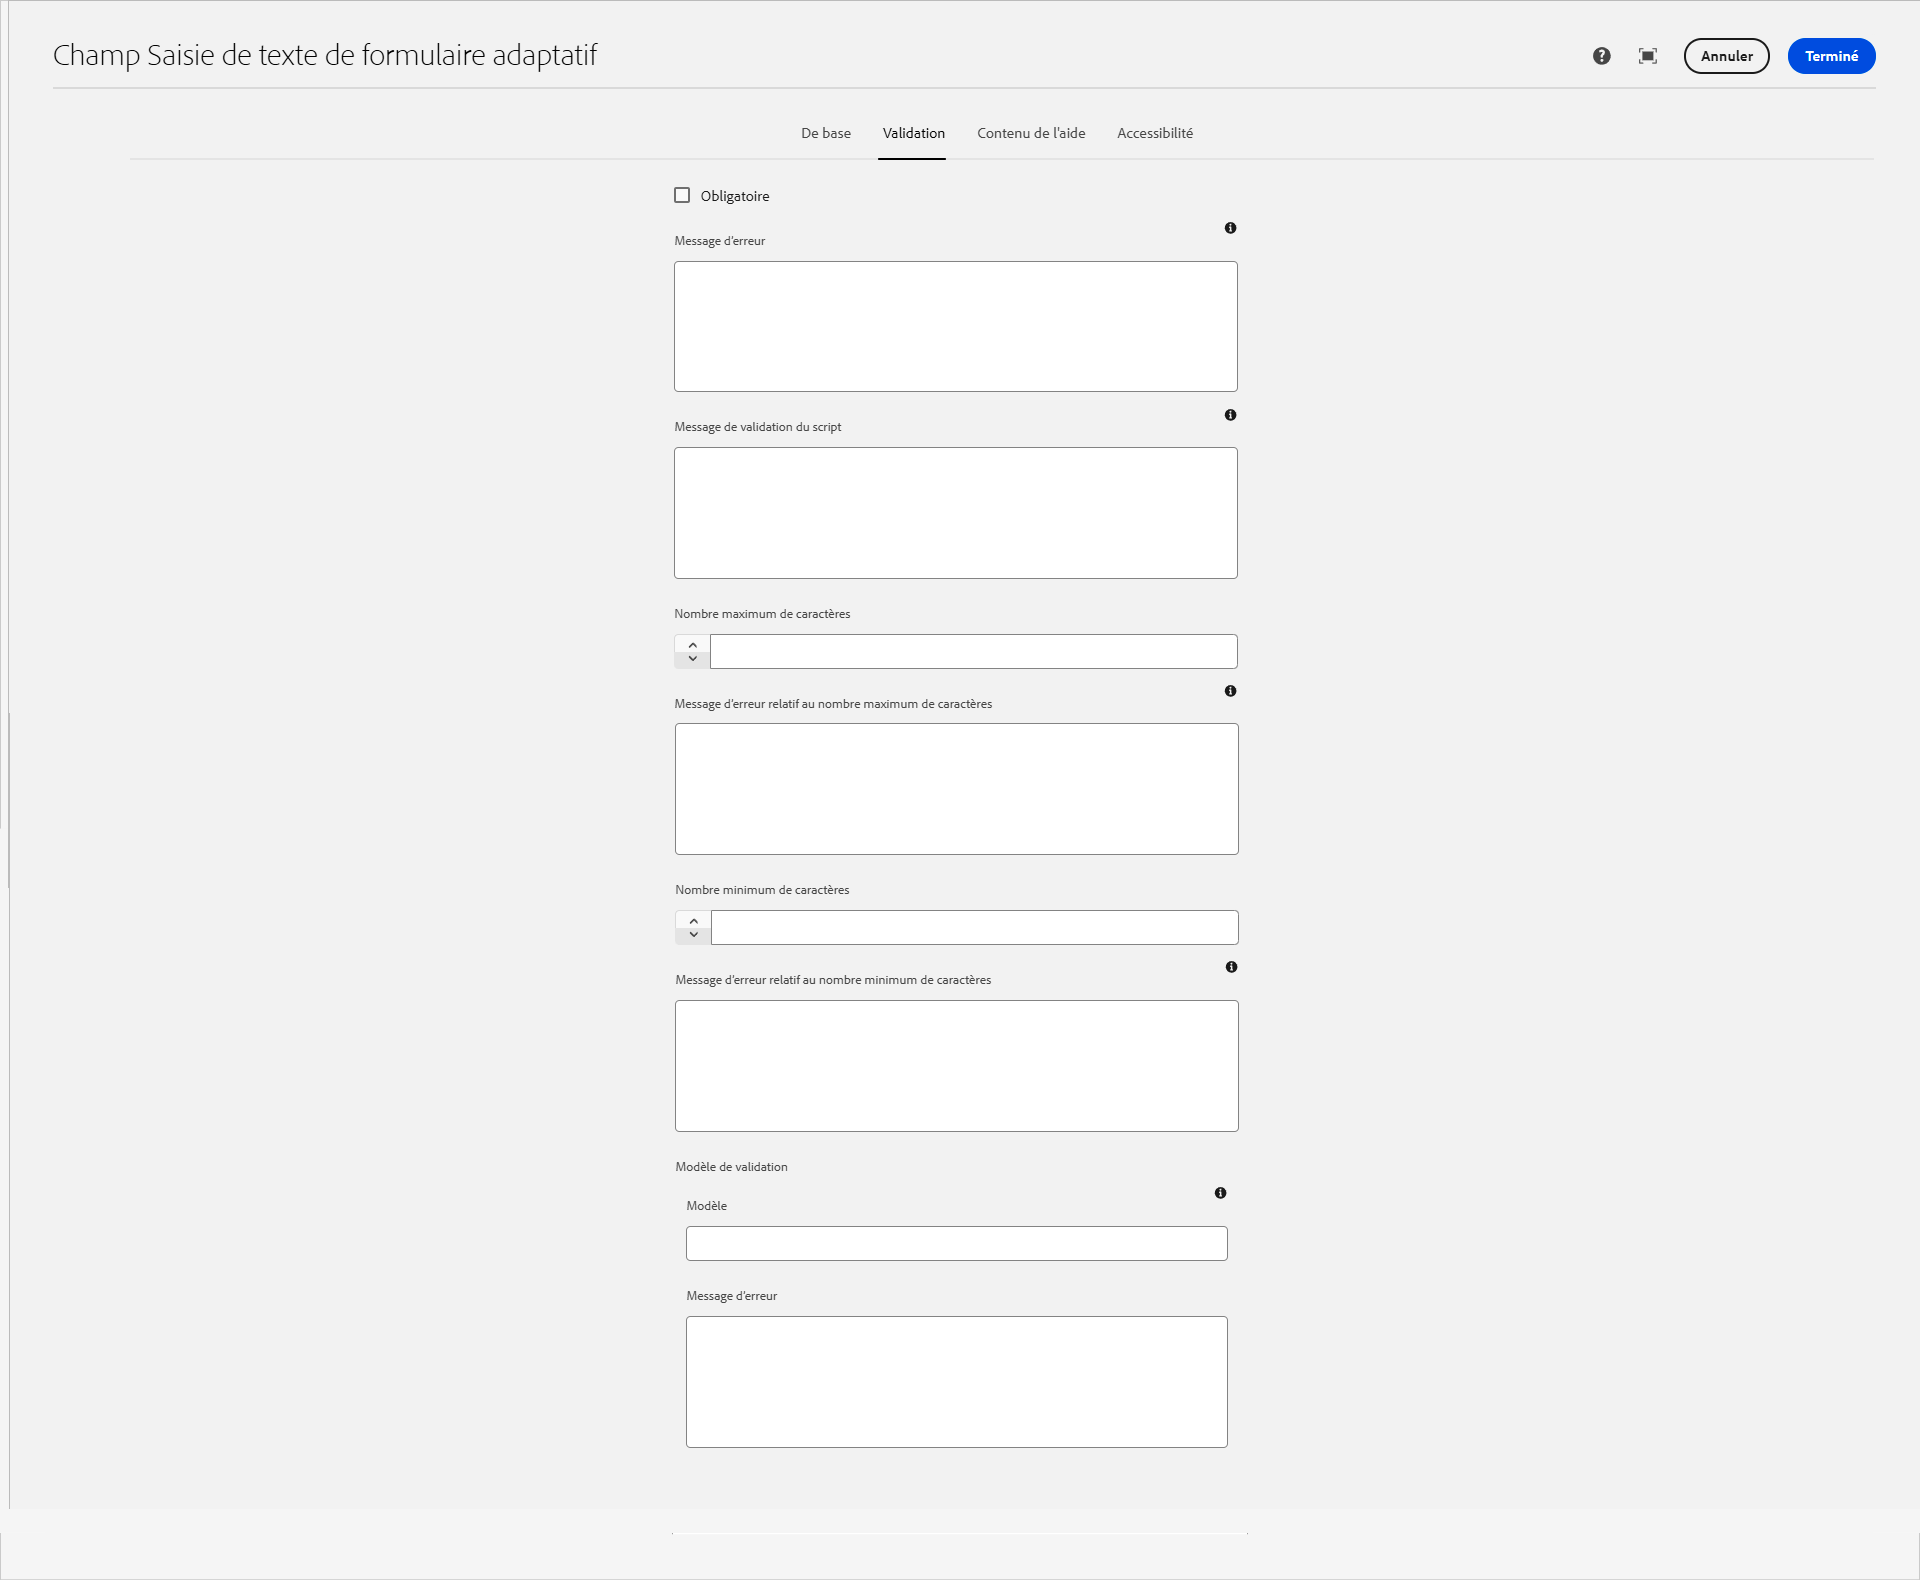 Champ Saisie de texte de formulaire adaptatif
Annuler
Terminé
De base
Validation
Contenu de l'aide
Accessibilité
Obligatoire
Message d'erreur
Message de validation du script
Nombre maximum de caractères
Message d'erreur relatif au nombre maximum de caractères
Nombre minimum de caractères
Message d'erreur relatif au nombre minimum de caractères
Modèle de validation
Modèle
Message d'erreur